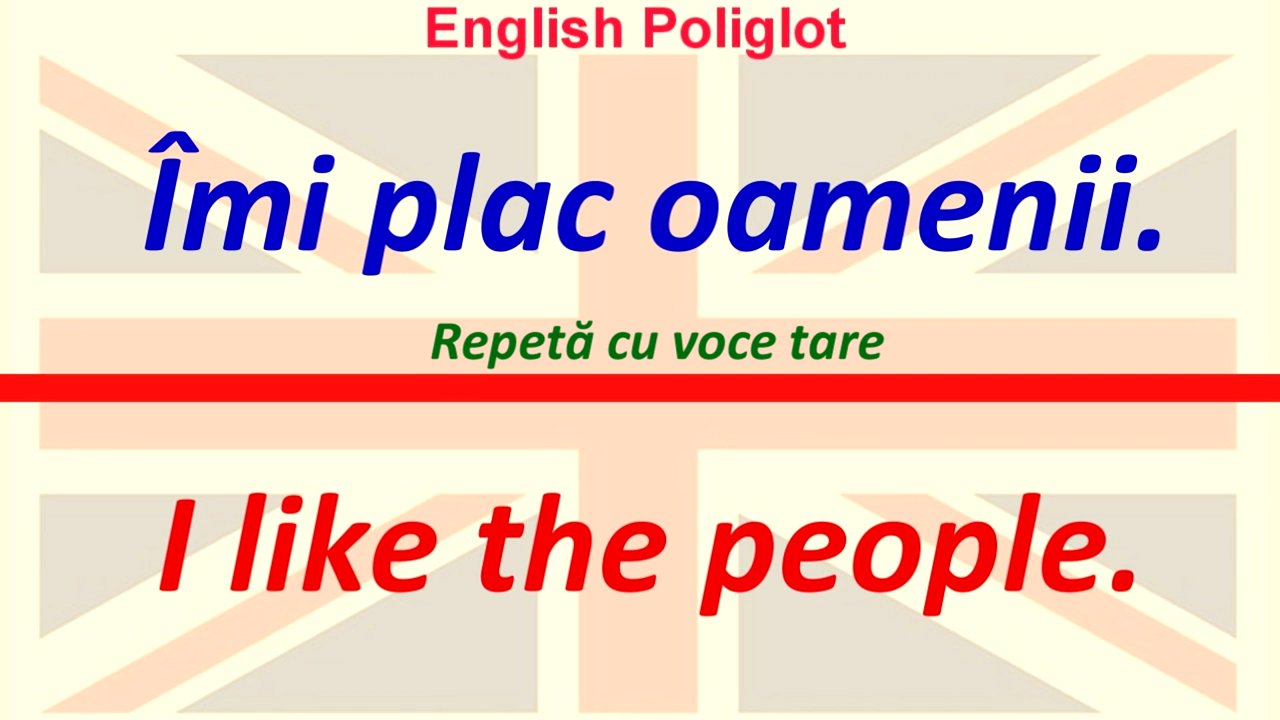 English Poliglot
Îmi plac oamenii.
Repetă cu voce tare
I like the people.